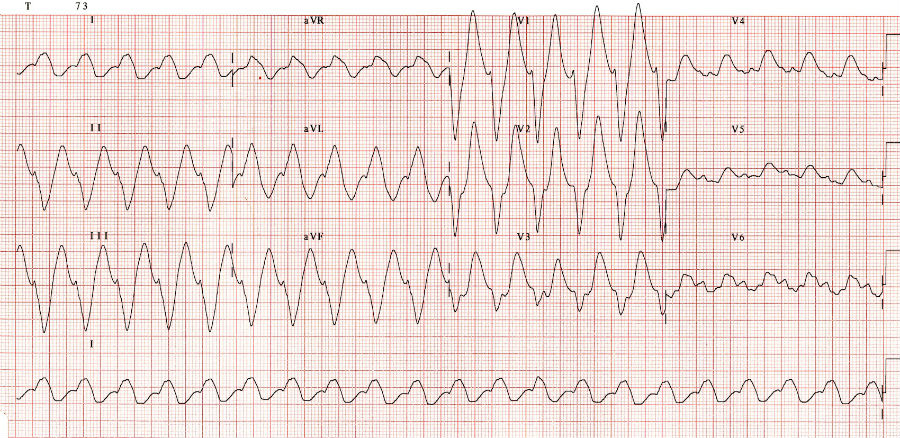 T 73
I aVR V1 V4
II aVL V2 V5
III aVF V3 V6
I